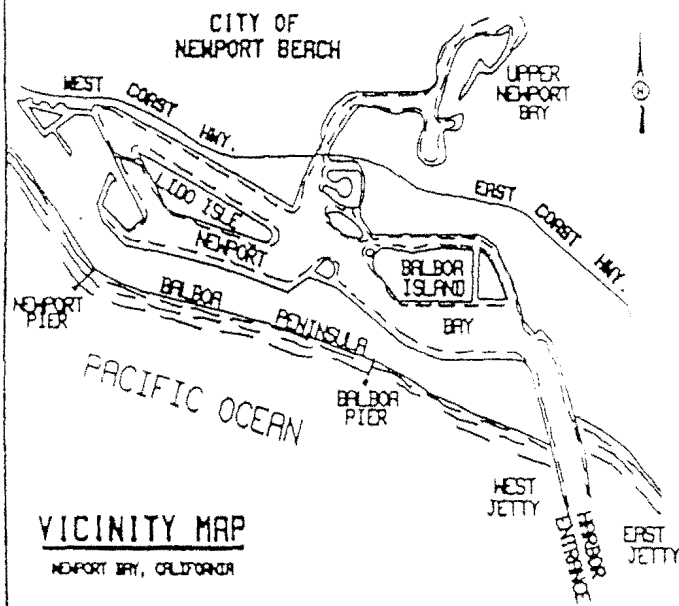 CITY OF
NEWPORT BEACH
WEST COAST HWY.
UPPER
NEWPORT
BAY
N
LIDO ISLE
EAST COAST HWY.
NEWPORT
BALBOA
ISLAND
BAY
NEWPORT
PIER
BALBOA PENINSULA
BALBOA
PIER
PACIFIC OCEAN
WEST
JETTY
HARBOR
ENTRANCE
EAST
JETTY
VICINITY MAP
NEWPORT BAY, CALIFORNIA